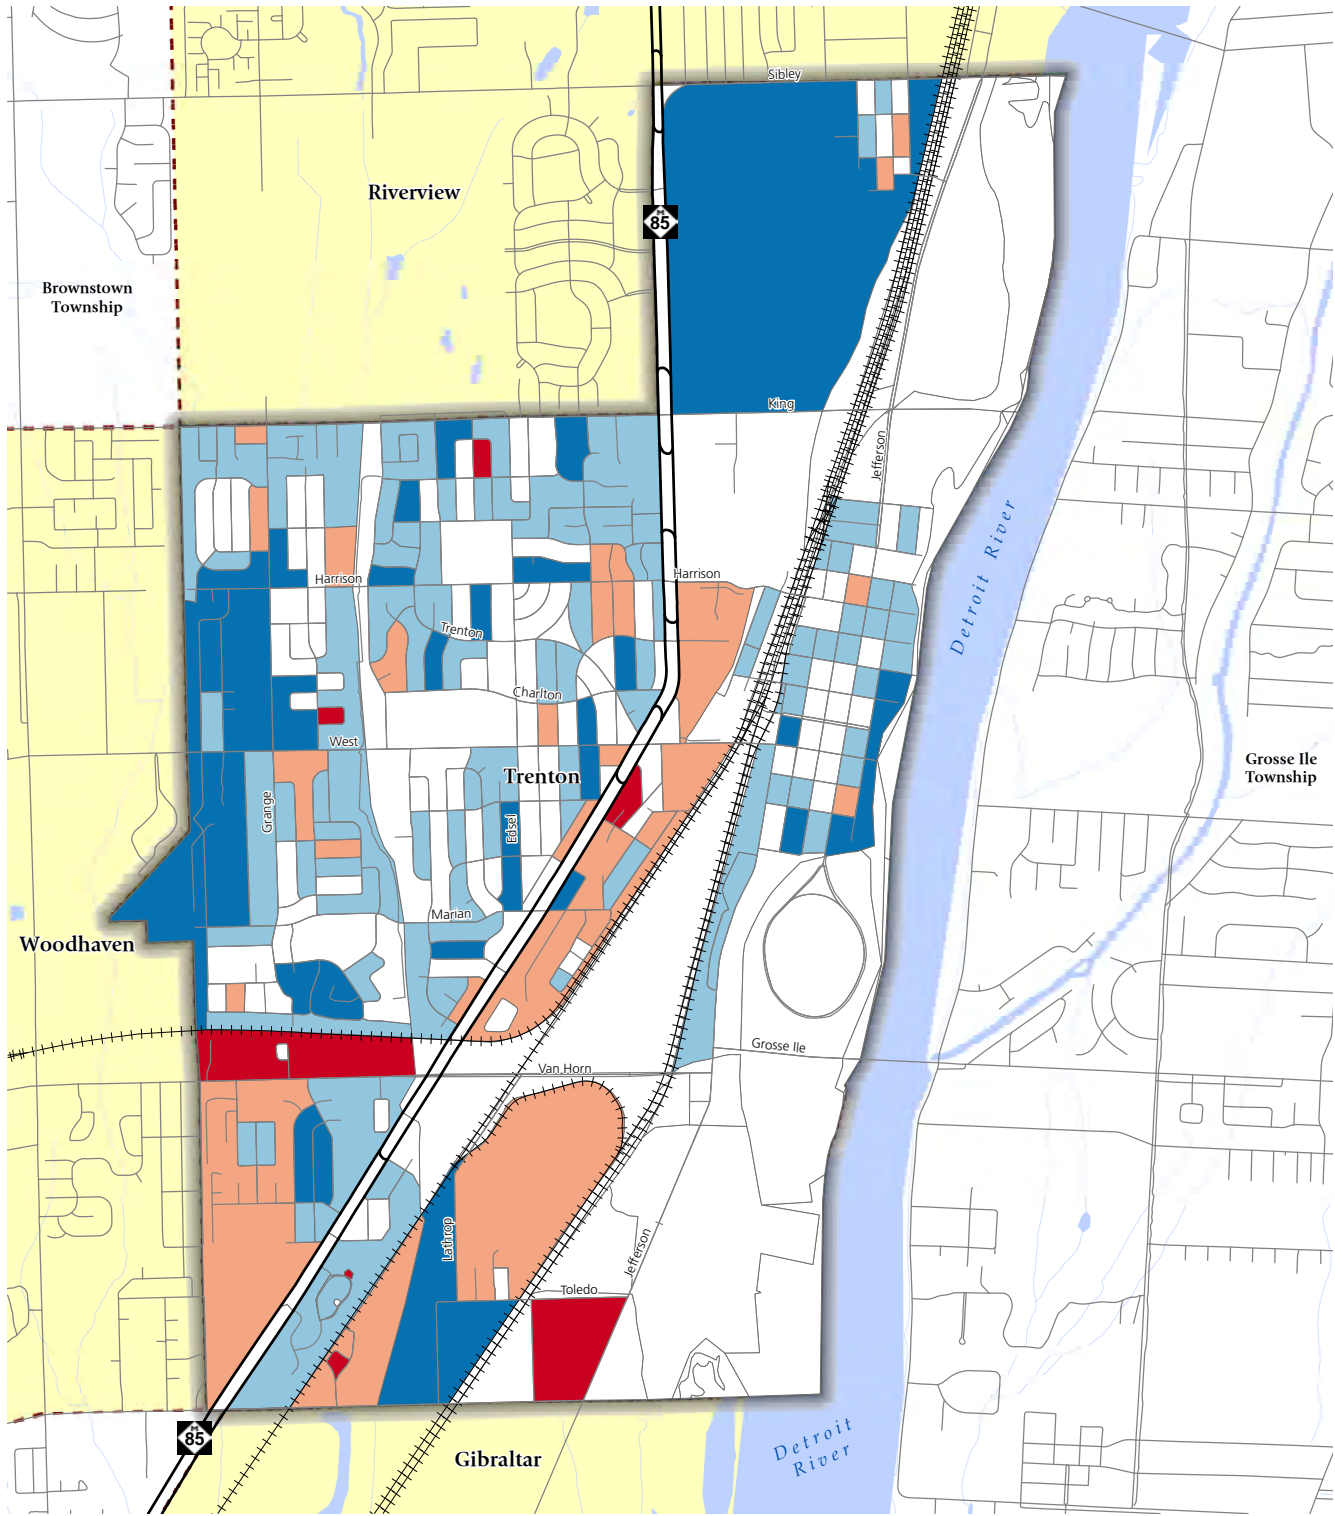 Sibley
Riverview
M
85
Brownstown
Township
King
Jefferson
Harrison
Harrison
Detroit River
Trenton
Charlton
West
Trenton
Grosse Ile
Township
Grange
Edsel
Marian
Woodhaven
Grosse Ile
Van Horn
Lathrop
Jefferson
Toledo
M
85
Gibraltar
Detroit
River